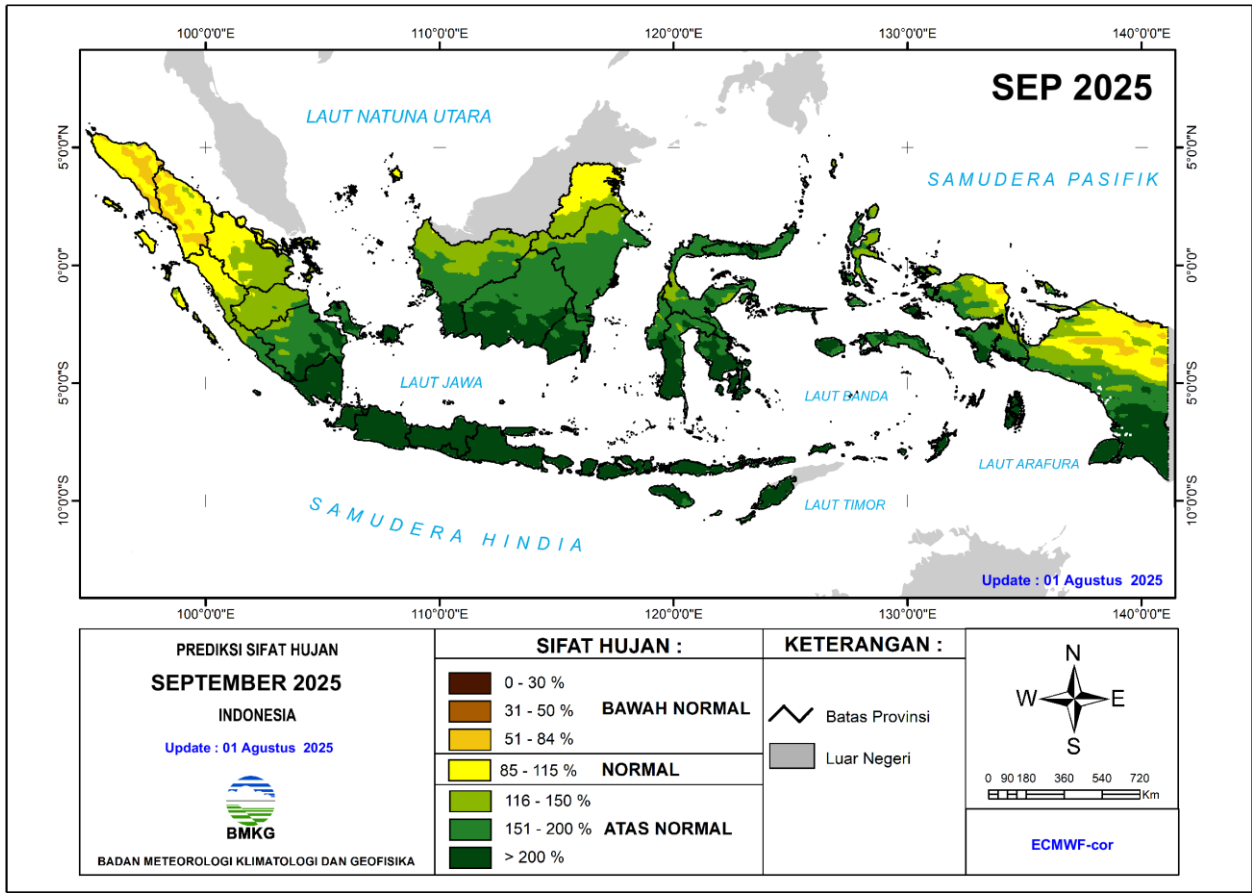 100°0'0"E 110°0'0"E 120°0'0"E 130°0'0"E 140°0'0"E
SEP 2025
LAUT NATUNA UTARA
5°0'0"N 5°0'0"N
SAMUDERA PASIFIK
0°0'0" 0°0'0"
LAUT JAWA
LAUT BANDA
5°0'0"S 5°0'0"S
LAUT ARAFURA
10°0'0"S 10°0'0"S
SAMUDERA HINDIA
LAUT TIMOR
Update : 01 Agustus 2025
100°0'0"E 110°0'0"E 120°0'0"E 130°0'0"E 140°0'0"E
PREDIKSI SIFAT HUJAN
SEPTEMBER 2025
INDONESIA
Update : 01 Agustus 2025
BMKG
BADAN METEOROLOGI KLIMATOLOGI DAN GEOFISIKA
SIFAT HUJAN :
0 - 30 %
31 - 50 % BAWAH NORMAL
51 - 84 %
85 - 115 % NORMAL
116 - 150 %
151 - 200 % ATAS NORMAL
> 200 %
KETERANGAN :
Batas Provinsi
Luar Negeri
N
W E
S
0 90 180 360 540 720
Km
ECMWF-cor